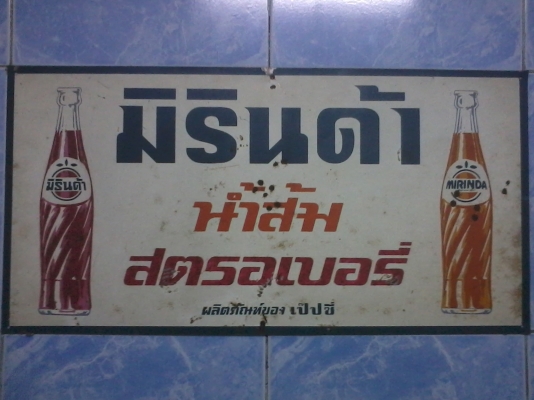 มิรินด้า
น้ำส้ม
สตรอเบอรี่
ผลิตภัณฑ์ของ เป๊ปซี่
มิรินด้า
MIRINDA